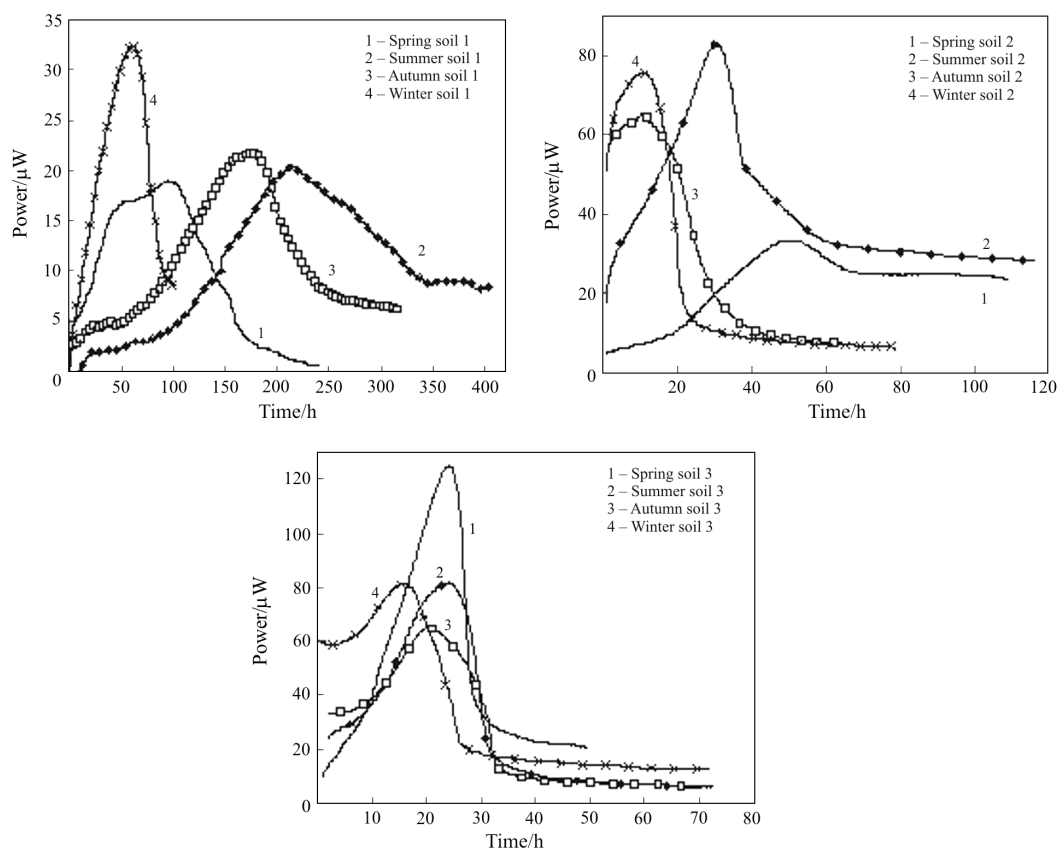 35
30
25
20
15
10
5
0
Power/μW
1 – Spring soil 1
2 – Summer soil 1
3 – Autumn soil 1
4 – Winter soil 1
4
2
3
1
50 100 150 200 250 300 350 400
Time/h
80
60
40
20
0
Power/μW
1 – Spring soil 2
2 – Summer soil 2
3 – Autumn soil 2
4 – Winter soil 2
4
3
2
1
20 40 60 80 100 120
Time/h
120
100
80
60
40
20
0
Power/μW
1 – Spring soil 3
2 – Summer soil 3
3 – Autumn soil 3
4 – Winter soil 3
1
2
4
3
10 20 30 40 50 60 70 80
Time/h